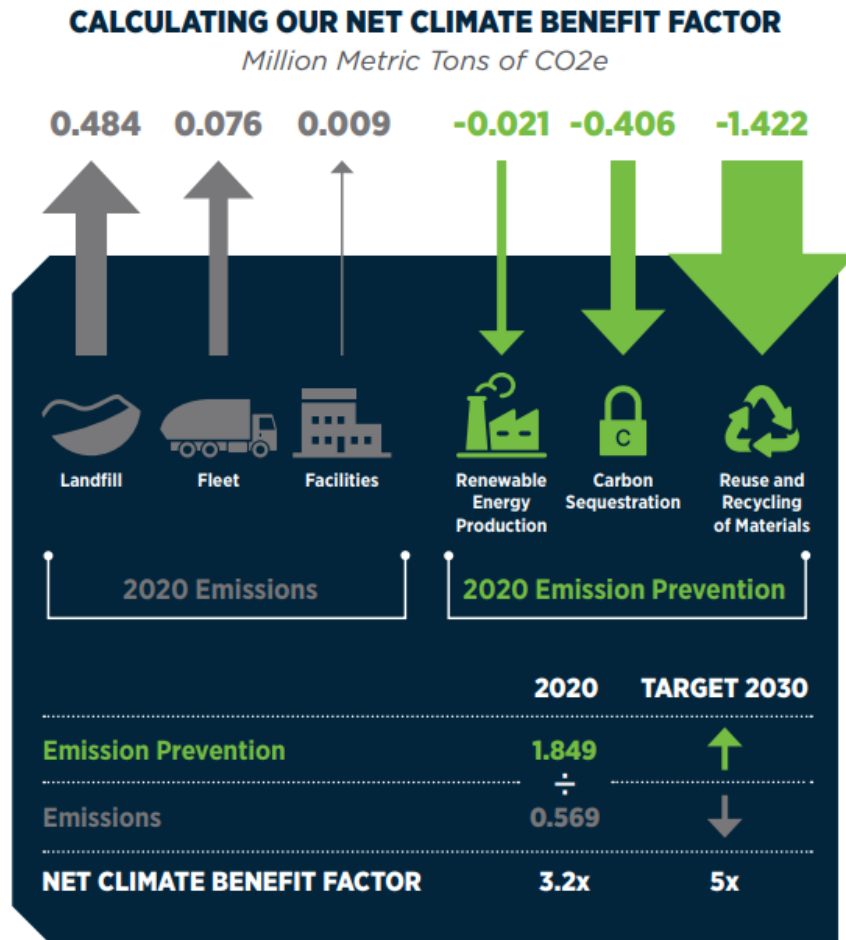 CALCULATING OUR NET CLIMATE BENEFIT FACTOR
Million Metric Tons of CO2e
0.484 0.076 0.009 -0.021 -0.406 -1.422
Landfill
Fleet
Facilities
Renewable
Energy
Production
C
Carbon
Sequestration
Reuse and
Recycling
of Materials
2020 Emissions
2020 Emission Prevention
2020 TARGET 2030
Emission Prevention 1.849
÷
Emissions 0.569
NET CLIMATE BENEFIT FACTOR 3.2x 5x